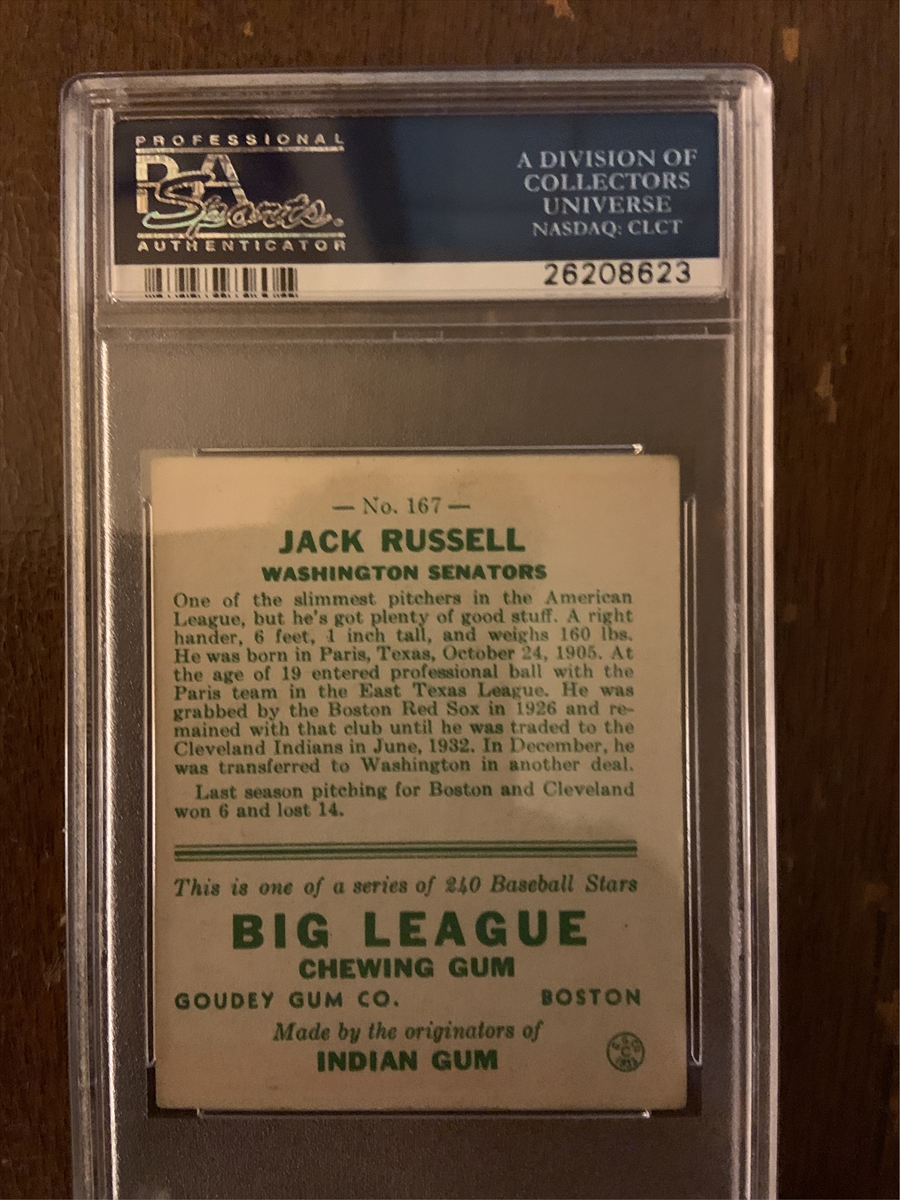 PROFESSIONAL
PSA
Sports
AUTHENTICATOR
A DIVISION OF
COLLECTORS
UNIVERSE
NASDAQ: CLCT
26208623
— No. 167 —
JACK RUSSELL
WASHINGTON SENATORS
One of the slimmest pitchers in the American
League, but he's got plenty of good stuff. A right
hander, 6 feet, 1 inch tall, and weighs 160 lbs.
He was born in Paris, Texas, October 24, 1905. At
the age of 19 entered professional ball with the
Paris team in the East Texas League. He was
grabbed by the Boston Red Sox in 1926 and re-
mained with that club until he was traded to the
Cleveland Indians in June, 1932. In December, he
was transferred to Washington in another deal.
Last season pitching for Boston and Cleveland
won 6 and lost 14.
This is one of a series of 240 Baseball Stars
BIG LEAGUE
CHEWING GUM
GOUDEY GUM CO. BOSTON
Made by the originators of
INDIAN GUM